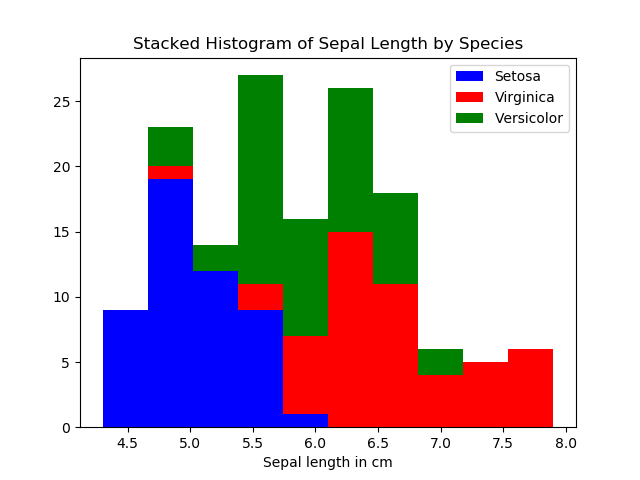 Stacked Histogram of Sepal Length by Species
Setosa
Virginica
Versicolor
25
20
15
10
5
0
4.5 5.0 5.5 6.0 6.5 7.0 7.5 8.0
Sepal length in cm